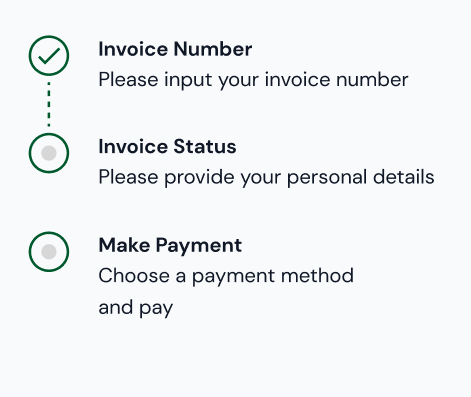 Invoice Number
Please input your invoice number
Invoice Status
Please provide your personal details
Make Payment
Choose a payment method
and pay